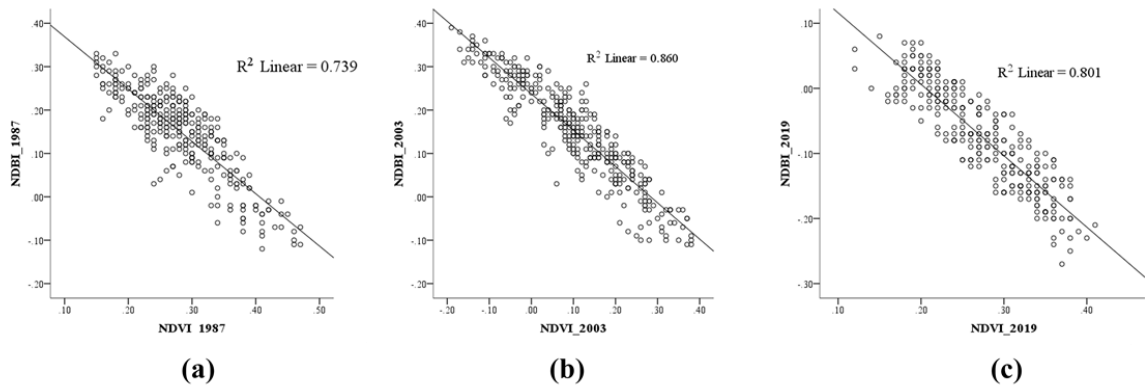 R² Linear = 0.739
.40
.30
.20
.10
.00
-.10
-.20
NDBI_1987
.10 .20 .30 .40 .50
NDVI_1987
(a)
R² Linear = 0.860
.40
.30
.20
.10
.00
-.10
-.20
NDBI_2003
-.20 -.10 .00 .10 .20 .30 .40
NDVI_2003
(b)
R² Linear = 0.801
.10
.00
-.10
-.20
-.30
NDBI_2019
.10 .20 .30 .40
NDVI_2019
(c)